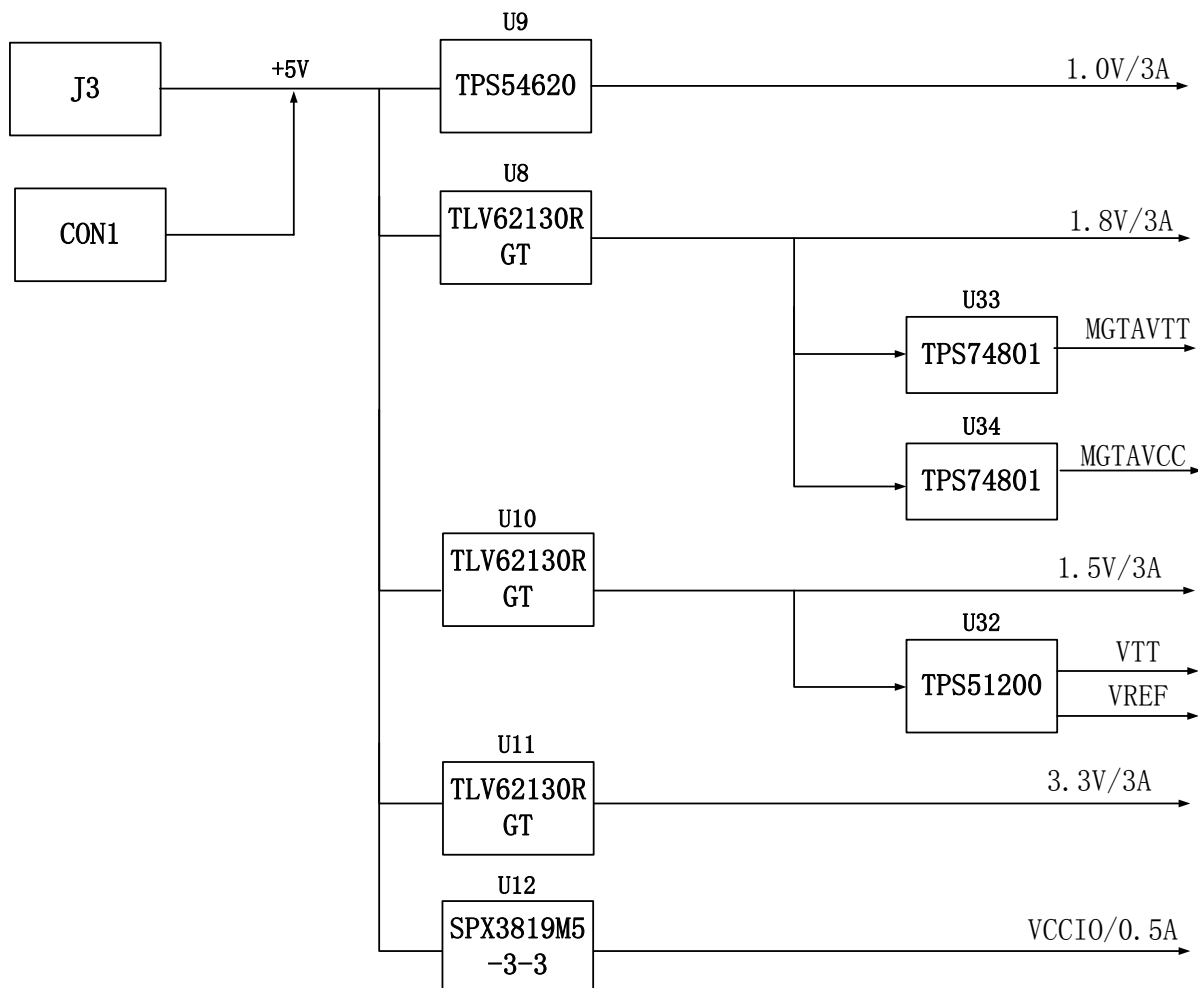 U9
J3
+5V
TPS54620
1.0V/3A
U8
CON1
TLV62130R
GT
1.8V/3A
U33
TPS74801
MGTAVTT
U34
TPS74801
MGTAVCC
U10
TLV62130R
GT
1.5V/3A
U32
TPS51200
VTT
VREF
U11
TLV62130R
GT
3.3V/3A
U12
SPX3819M5
-3-3
VCCIO/0.5A